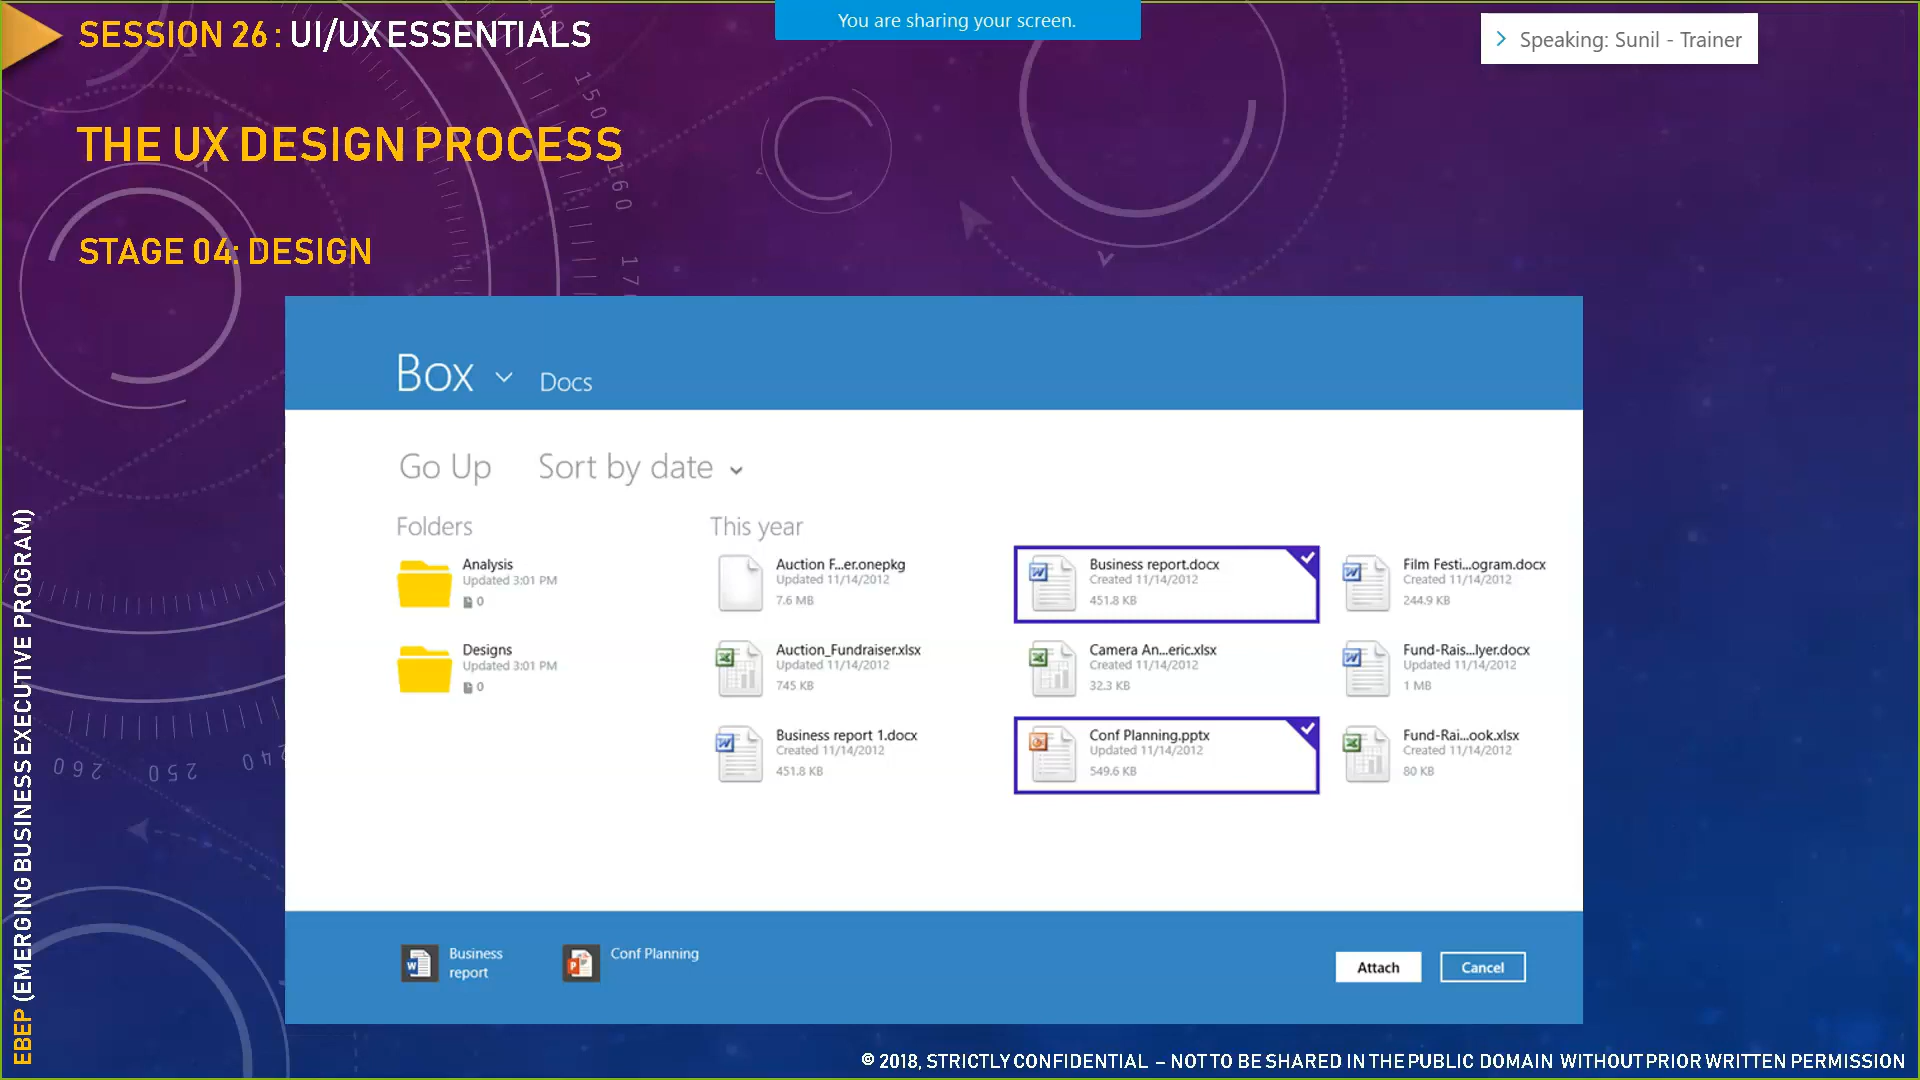 SESSION 26 : UI/UX ESSENTIALS
You are sharing your screen.
Speaking: Sunil - Trainer
THE UX DESIGN PROCESS
STAGE 04: DESIGN
150
160
17
Box
Docs
Go Up
Sort by date
Folders
This year
Analysis
Updated 3:01 PM
0
Designs
Updated 3:01 PM
0
Auction F...er.onepkg
Updated 11/14/2012
7.6 MB
Auction_Fundraiser.xlsx
Updated 11/14/2012
745 KB
Business report 1.docx
Created 11/14/2012
451.8 KB
Business report.docx
Created 11/14/2012
451.8 KB
Camera An...eric.xlsx
Created 11/14/2012
32.3 KB
Conf Planning.pptx
Updated 11/14/2012
549.6 KB
Film Festi...ogram.docx
Created 11/14/2012
244.9 KB
Fund-Rais...lyer.docx
Updated 11/14/2012
1 MB
Fund-Rai...ook.xlsx
Created 11/14/2012
80 KB
260
250
240
Business
report
Conf Planning
Attach
Cancel
EBEP (EMERGING BUSINESS EXECUTIVE PROGRAM)
© 2018, STRICTLY CONFIDENTIAL – NOT TO BE SHARED IN THE PUBLIC DOMAIN WITHOUT PRIOR WRITTEN PERMISSION